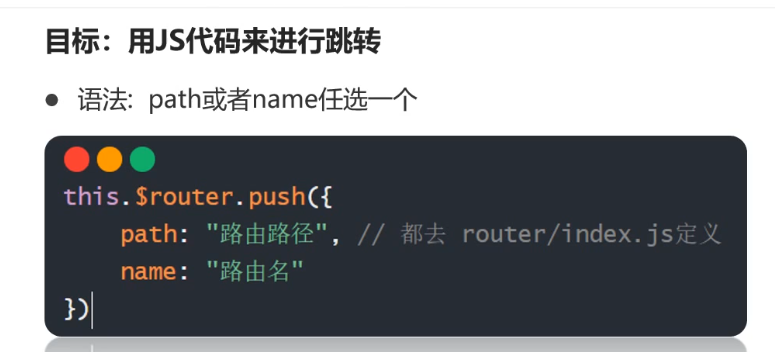 目标：用JS代码来进行跳转
● 语法：path或者name任选一个
this.$router.push({
    path: "路由路径", // 都去 router/index.js定义
    name: "路由名"
})